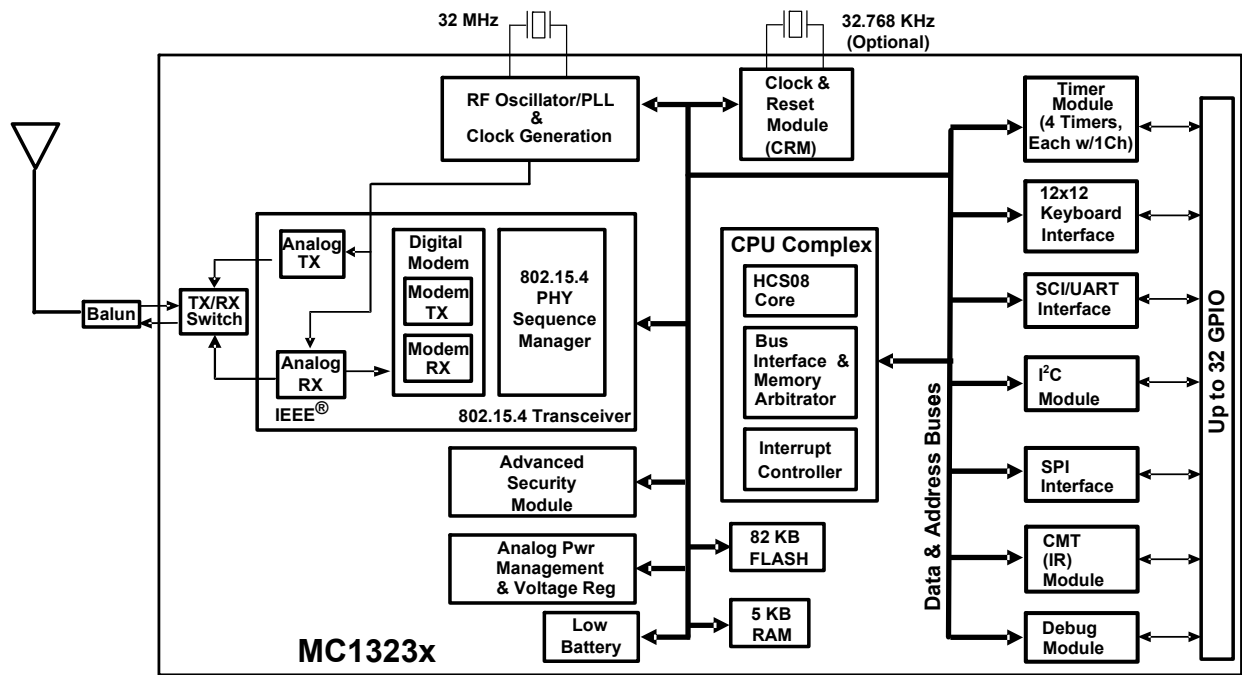 32 MHz
32.768 KHz
(Optional)
RF Oscillator/PLL
&
Clock Generation
Clock &
Reset
Module
(CRM)
Timer
Module
(4 Timers,
Each w/1Ch)
12x12
Keyboard
Interface
SCI/UART
Interface
I²C
Module
SPI
Interface
CMT
(IR)
Module
Debug
Module
Up to 32 GPIO
Data & Address Buses
CPU Complex
HCS08
Core
Bus
Interface &
Memory
Arbitrator
Interrupt
Controller
Balun
TX/RX
Switch
Analog
TX
Analog
RX
Digital
Modem
Modem
TX
Modem
RX
802.15.4
PHY
Sequence
Manager
IEEE®
802.15.4 Transceiver
Advanced
Security
Module
Analog Pwr
Management
& Voltage Reg
Low
Battery
82 KB
FLASH
5 KB
RAM
MC1323x